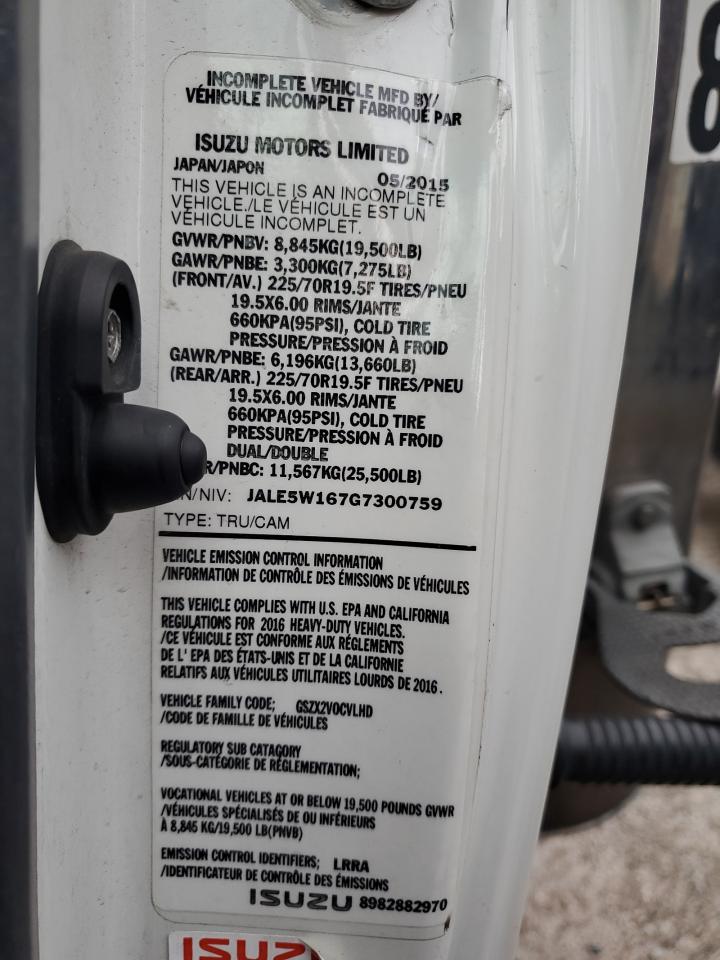 INCOMPLETE VEHICLE MFD BY/
VÉHICULE INCOMPLET FABRIQUÉ PAR
ISUZU MOTORS LIMITED
JAPAN/JAPON 05/2015
THIS VEHICLE IS AN INCOMPLETE
VEHICLE./LE VÉHICULE EST UN
VÉHICULE INCOMPLET.
GVWR/PNBV: 8,845KG(19,500LB)
GAWR/PNBE: 3,300KG(7,275LB)
(FRONT/AV.) 225/70R19.5F TIRES/PNEU
19.5X6.00 RIMS/JANTE
660KPA(95PSI), COLD TIRE
PRESSURE/PRESSION À FROID
GAWR/PNBE: 6,196KG(13,660LB)
(REAR/ARR.) 225/70R19.5F TIRES/PNEU
19.5X6.00 RIMS/JANTE
660KPA(95PSI), COLD TIRE
PRESSURE/PRESSION À FROID
DUAL/DOUBLE
R/PNBC: 11,567KG(25,500LB)
N/NIV: JALE5W167G7300759
TYPE: TRU/CAM
VEHICLE EMISSION CONTROL INFORMATION
/INFORMATION DE CONTRÔLE DES ÉMISSIONS DE VÉHICULES
THIS VEHICLE COMPLIES WITH U.S. EPA AND CALIFORNIA
REGULATIONS FOR 2016 HEAVY-DUTY VEHICLES.
/CE VÉHICULE EST CONFORME AUX RÉGLEMENTS
DE L' EPA DES ÉTATS-UNIS ET DE LA CALIFORNIE
RELATIFS AUX VÉHICULES UTILITAIRES LOURDS DE 2016.
VEHICLE FAMILY CODE; GSZX2VOCVLHD
/CODE DE FAMILLE DE VÉHICULES
REGULATORY SUB CATAGORY
/SOUS-CATÉGORIE DE RÉGLEMENTATION;
VOCATIONAL VEHICLES AT OR BELOW 19,500 POUNDS GVWR
/VÉHICULES SPÉCIALISÉS DE OU INFÉRIEURS
À 8,845 KG/19,500 LB(PNVB)
EMISSION CONTROL IDENTIFIERS; LRRA
/IDENTIFICATEUR DE CONTRÔLE DES ÉMISSIONS
ISUZU 8982882970
ISUZ